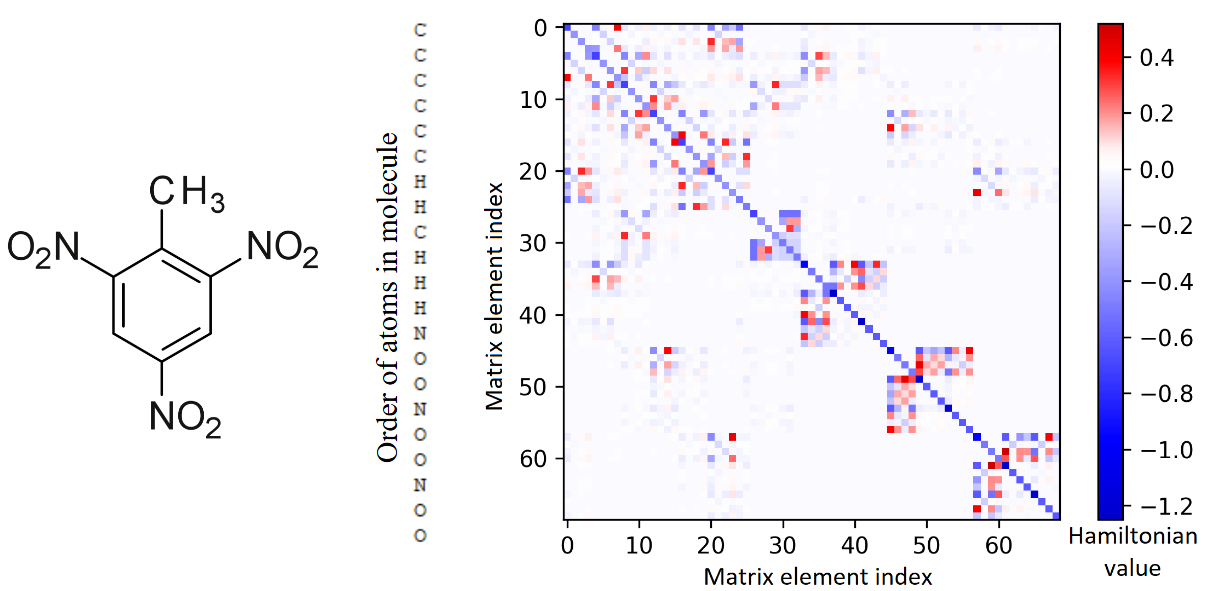 CH3
O2N
NO2
NO2
Order of atoms in molecule
C
C
C
C
C
C
H
H
C
H
H
H
N
O
O
N
O
O
N
O
O
Matrix element index
0
10
20
30
40
50
60
0 10 20 30 40 50 60
Matrix element index
0.4
0.2
0.0
−0.2
−0.4
−0.6
−0.8
−1.0
−1.2
Hamiltonian
value